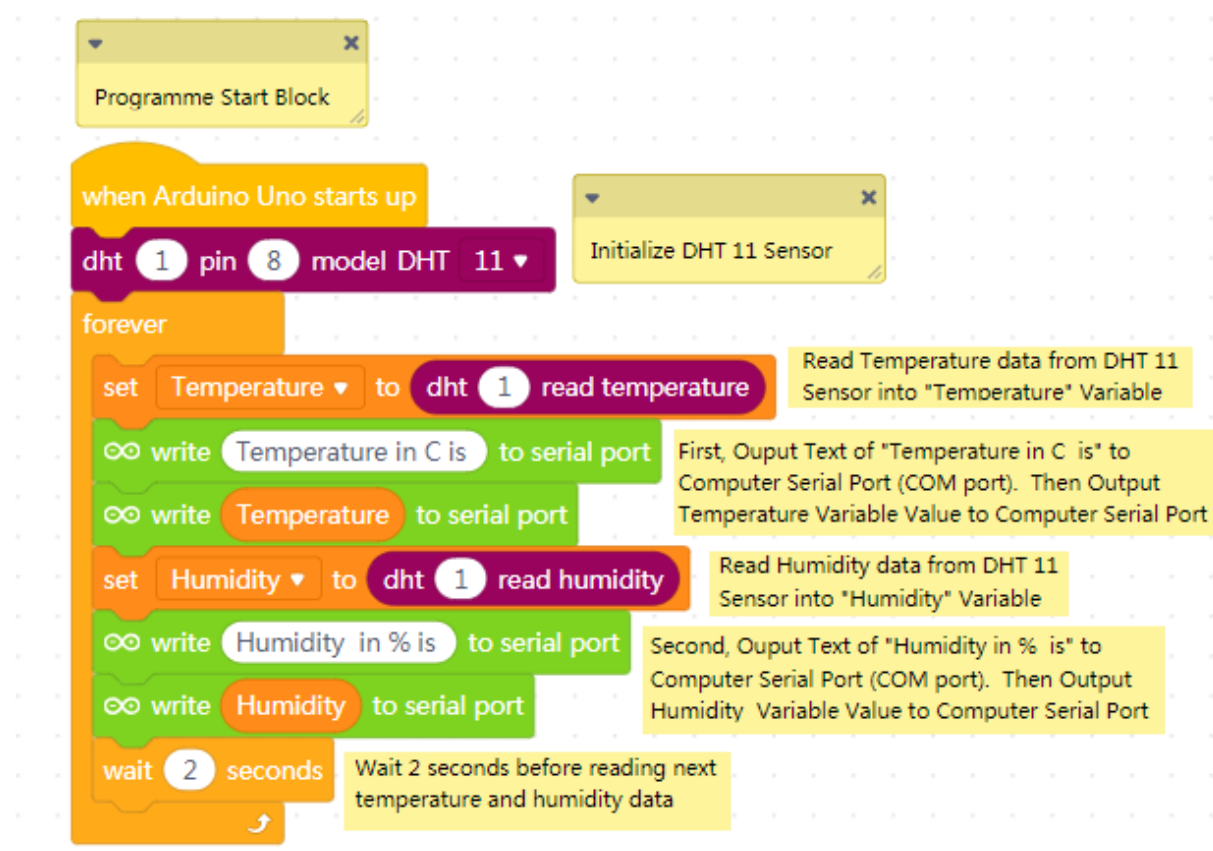 Programme Start Block
when Arduino Uno starts up
dht 1 pin 8 model DHT 11
Initialize DHT 11 Sensor
forever
set Temperature to dht 1 read temperature
Read Temperature data from DHT 11
Sensor into "Temperature" Variable
write Temperature in C is to serial port
First, Ouput Text of "Temperature in C  is" to
Computer Serial Port (COM port).  Then Output
Temperature Variable Value to Computer Serial Port
write Temperature to serial port
set Humidity to dht 1 read humidity
Read Humidity data from DHT 11
Sensor into "Humidity" Variable
write Humidity  in % is to serial port
Second, Ouput Text of "Humidity in %  is" to
Computer Serial Port (COM port).  Then Output
Humidity  Variable Value to Computer Serial Port
write Humidity to serial port
wait 2 seconds
Wait 2 seconds before reading next
temperature and humidity data